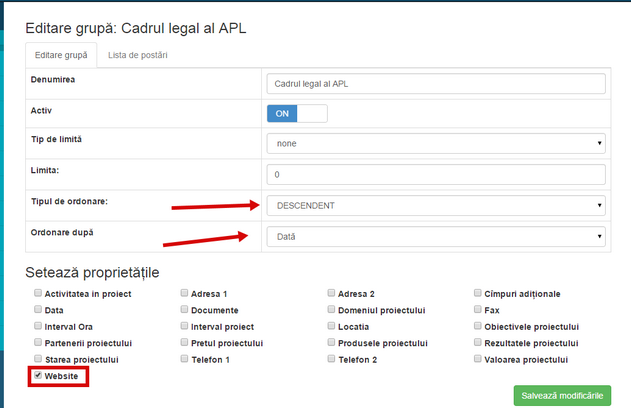 Editare grupă: Cadrul legal al APL
Editare grupă Lista de postări
Denumirea Cadrul legal al APL
Activ ON
Tip de limită none
Limita: 0
Tipul de ordonare: DESCENDENT
Ordonare după Dată
Setează proprietățile
Activitatea in proiect Adresa 1 Adresa 2 Cîmpuri adiționale
Data Documente Domeniul proiectului Fax
Interval Ora Interval proiect Locatia Obiectivele proiectului
Partenerii proiectului Pretul proiectului Produsele proiectului Rezultatele proiectului
Starea proiectului Telefon 1 Telefon 2 Valoarea proiectului
Website
Salvează modificările